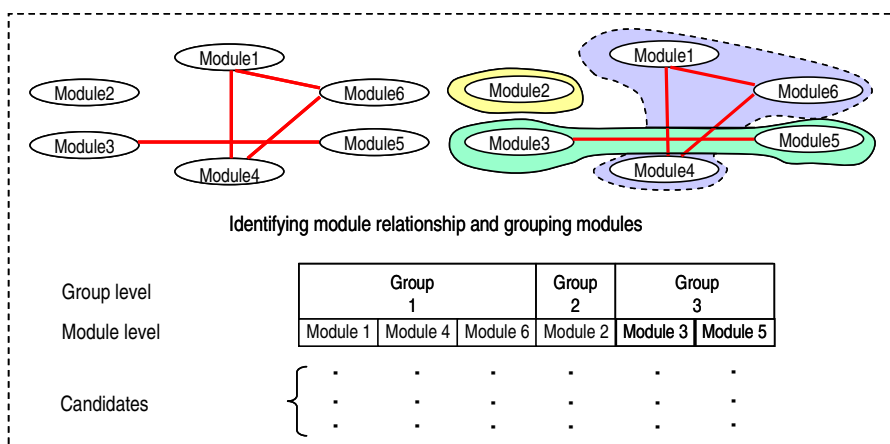 Module1
Module2
Module6
Module3
Module5
Module4
Module1
Module2
Module6
Module3
Module5
Module4
Identifying module relationship and grouping modules
Group level
Group
1
Group
2
Group
3
Module level
Module 1
Module 4
Module 6
Module 2
Module 3
Module 5
Candidates